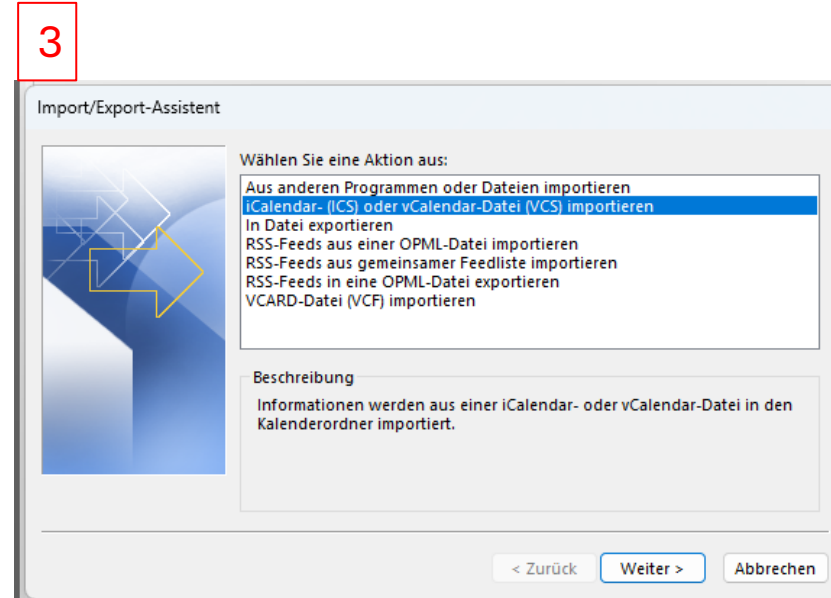 3
Import/Export-Assistent
Wählen Sie eine Aktion aus:
Aus anderen Programmen oder Dateien importieren
iCalendar- (ICS) oder vCalendar-Datei (VCS) importieren
In Datei exportieren
RSS-Feeds aus einer OPML-Datei importieren
RSS-Feeds aus gemeinsamer Feedliste importieren
RSS-Feeds in eine OPML-Datei exportieren
VCARD-Datei (VCF) importieren
Beschreibung
Informationen werden aus einer iCalendar- oder vCalendar-Datei in den
Kalenderordner importiert.
< Zurück Weiter > Abbrechen